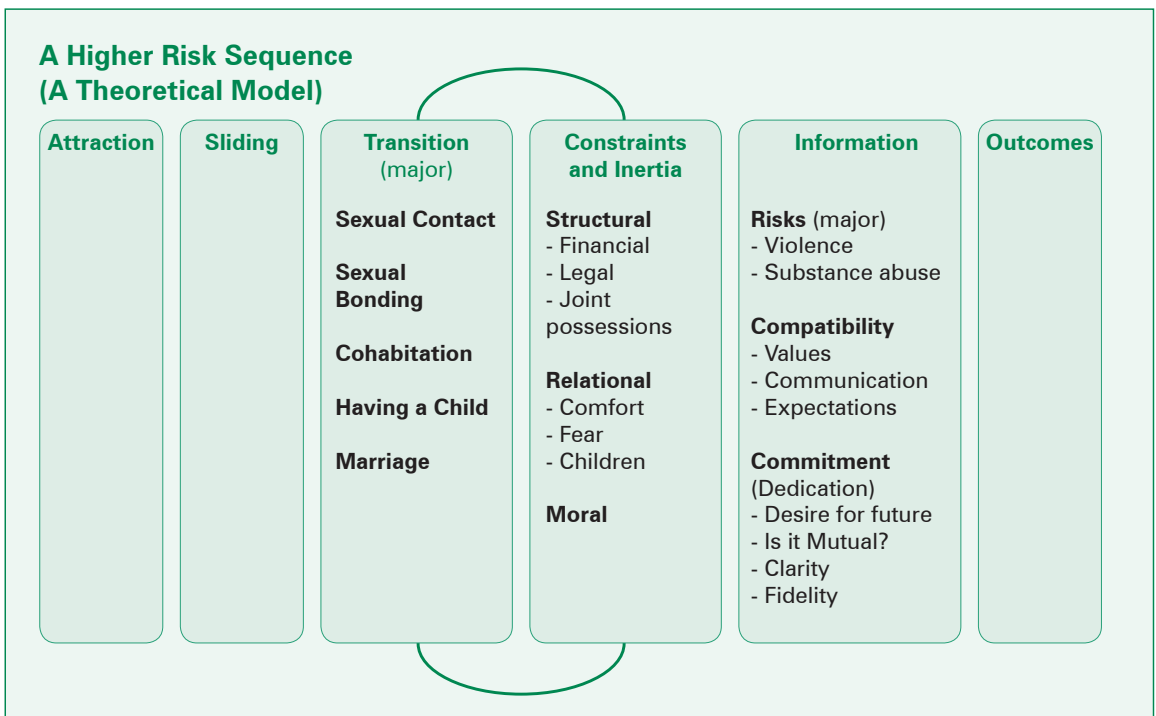 A Higher Risk Sequence
(A Theoretical Model)
Attraction
Sliding
Transition
(major)
Sexual Contact
Sexual
Bonding
Cohabitation
Having a Child
Marriage
Constraints
and Inertia
Structural
- Financial
- Legal
- Joint
possessions
Relational
- Comfort
- Fear
- Children
Moral
Information
Risks (major)
- Violence
- Substance abuse
Compatibility
- Values
- Communication
- Expectations
Commitment
(Dedication)
- Desire for future
- Is it Mutual?
- Clarity
- Fidelity
Outcomes